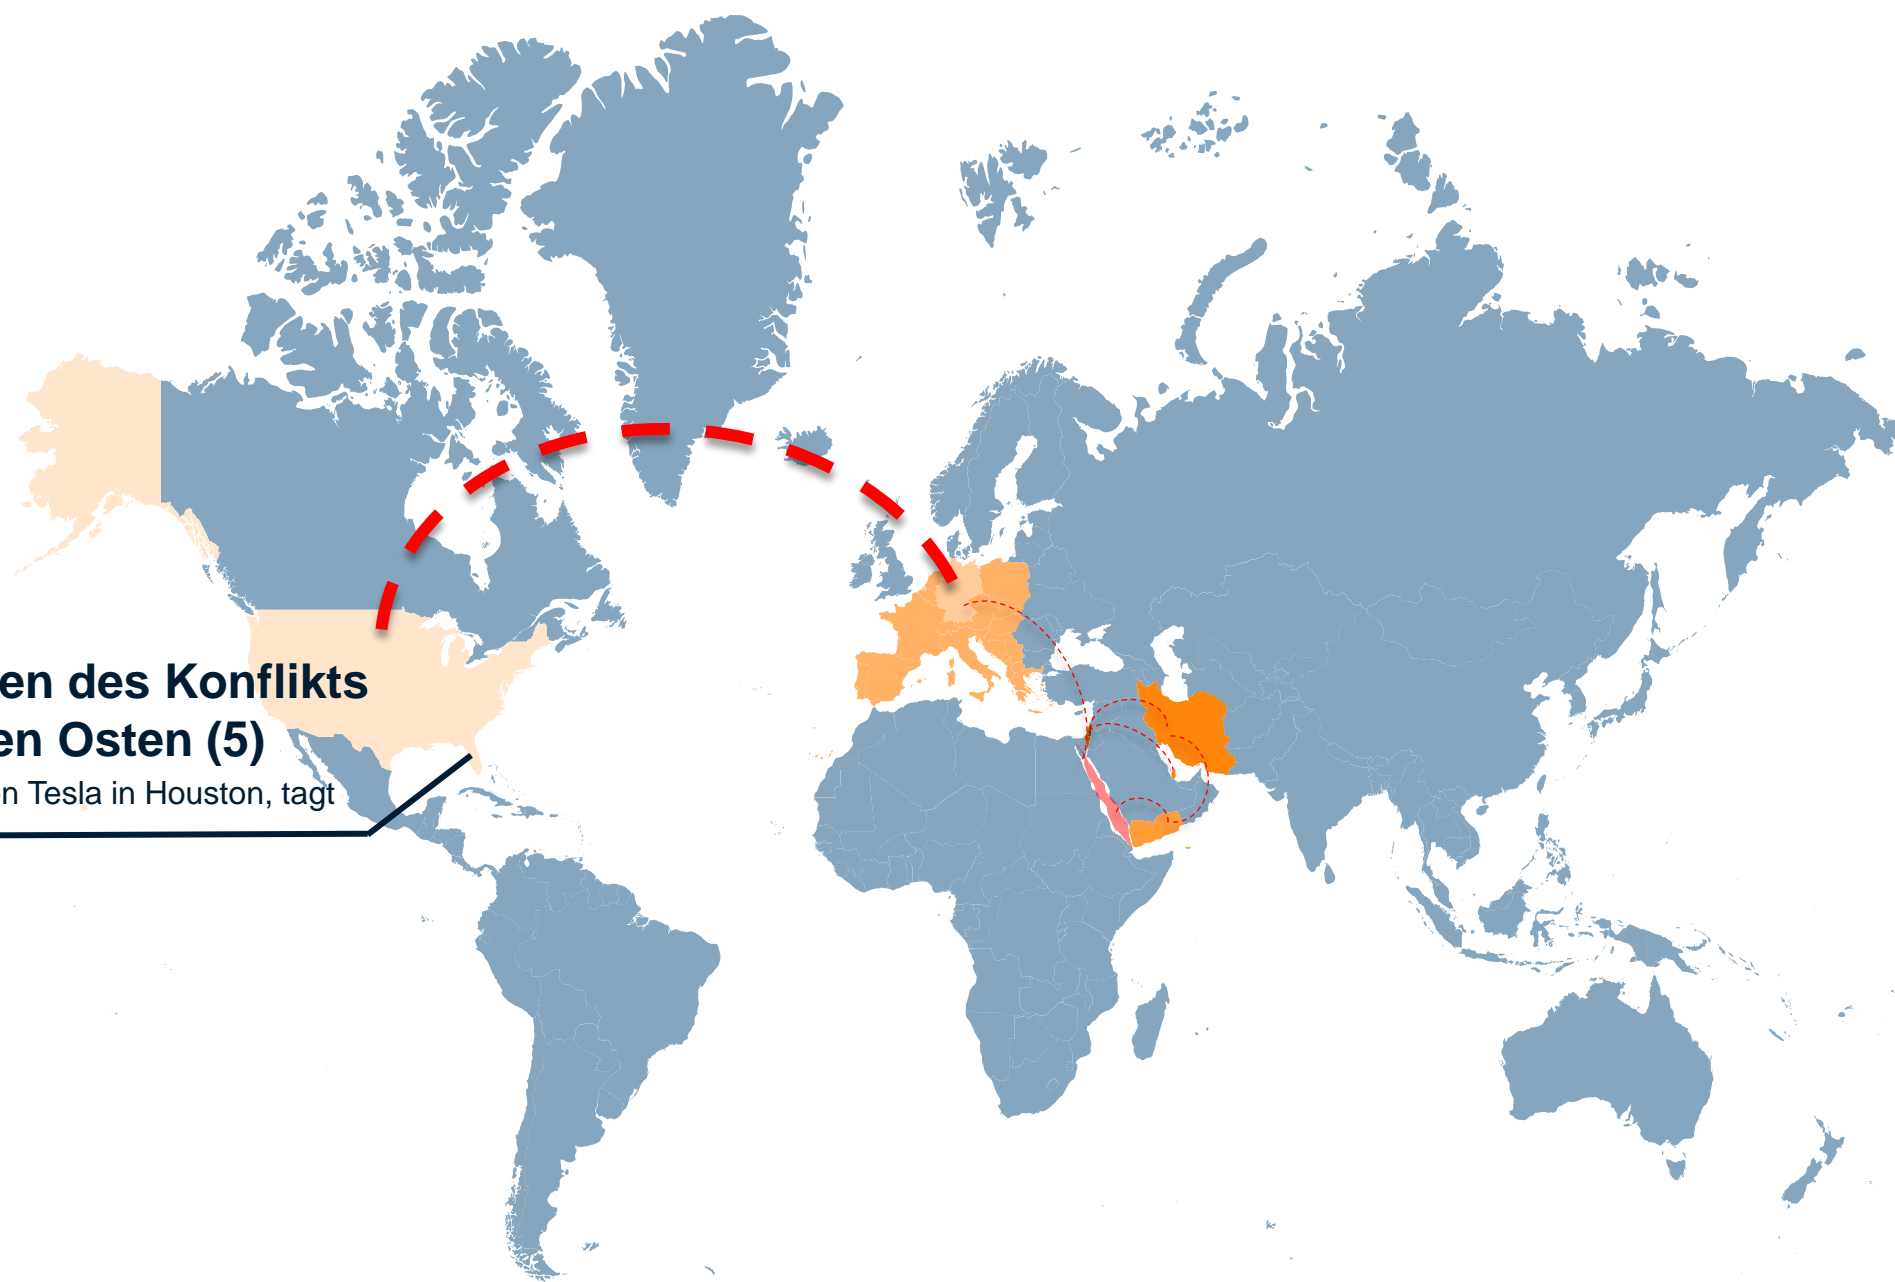 en des Konflikts
en Osten (5)
n Tesla in Houston, tagt